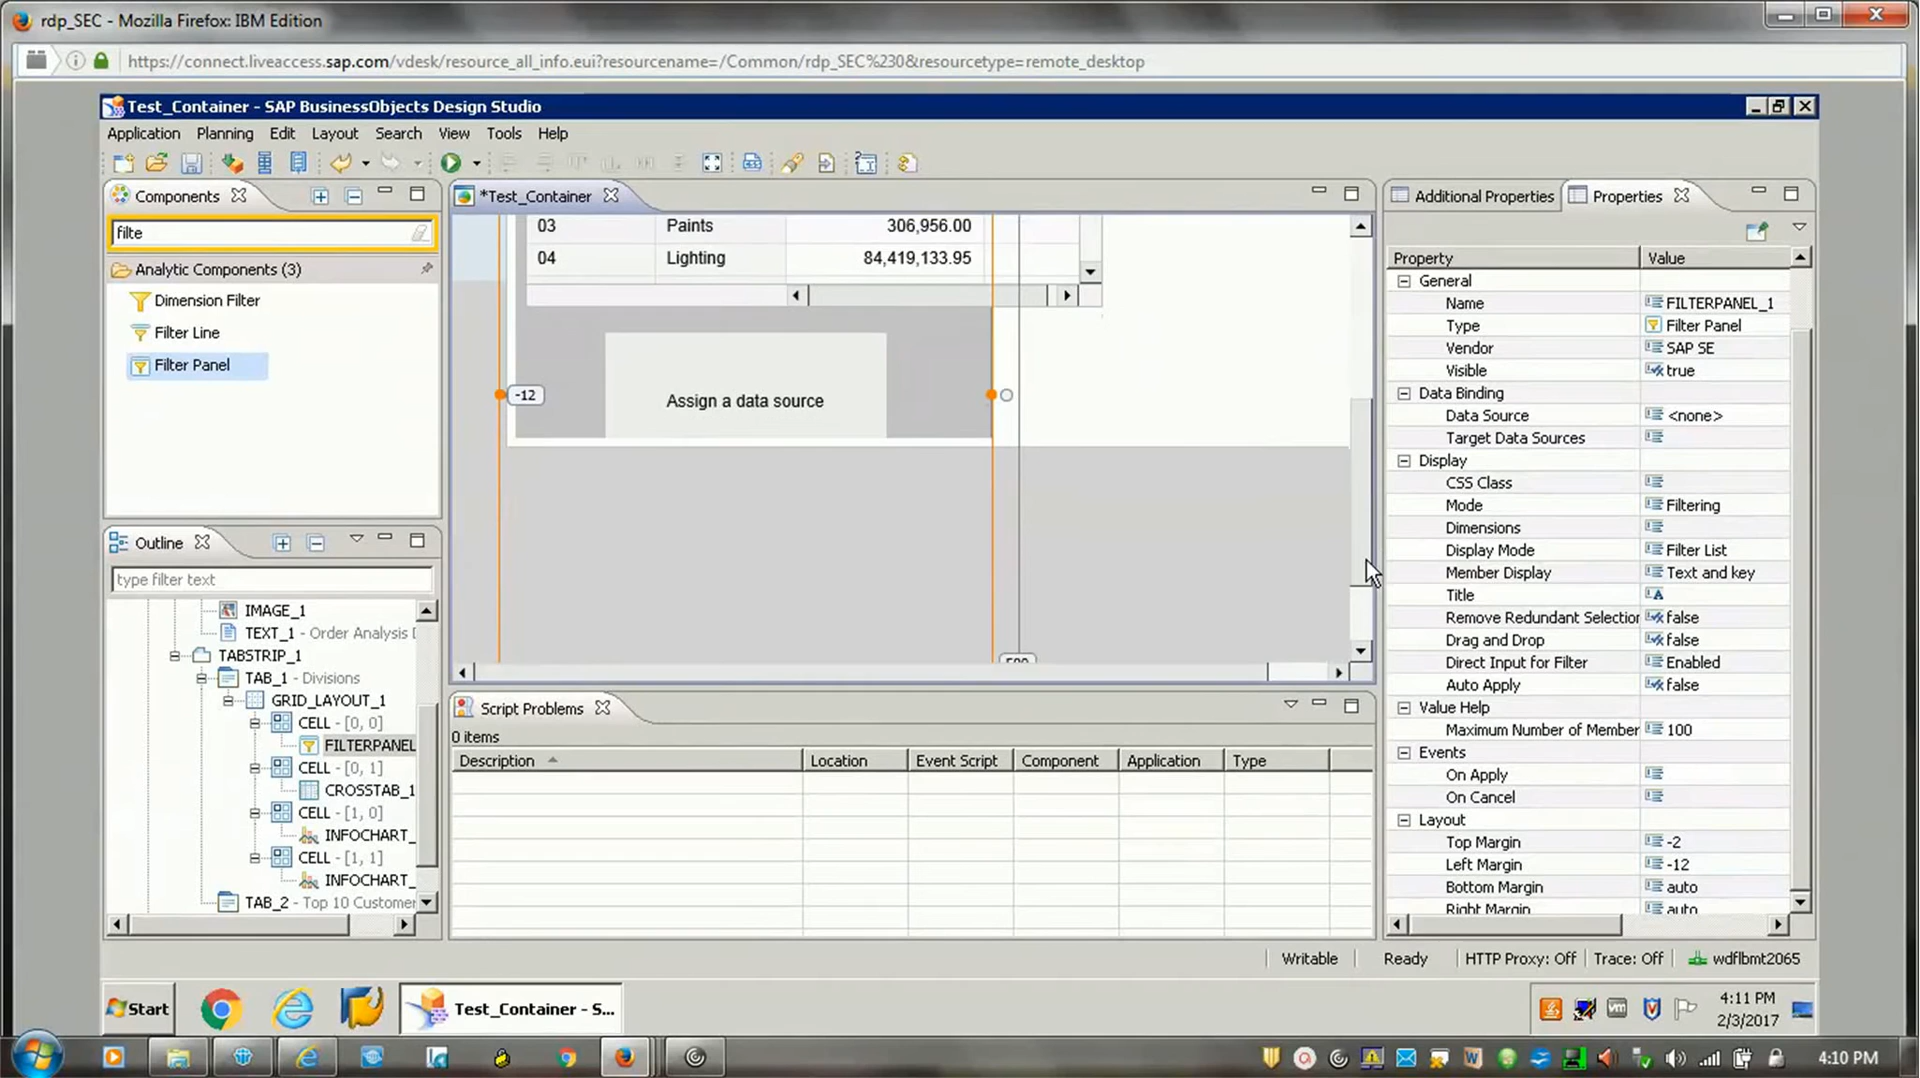 rdp_SEC - Mozilla Firefox: IBM Edition
https://connect.liveaccess.sap.com/vdesk/resource_all_info.eui?resourcename=/Common/rdp_SEC%230&resourcetype=remote_desktop
Test_Container - SAP BusinessObjects Design Studio
Application Planning Edit Layout Search View Tools Help
Components
filte
Analytic Components (3)
Dimension Filter
Filter Line
Filter Panel
Outline
type filter text
IMAGE_1
TEXT_1 - Order Analysis
TABSTRIP_1
TAB_1 - Divisions
GRID_LAYOUT_1
CELL - [0, 0]
FILTERPANEL
CELL - [0, 1]
CROSSTAB_1
CELL - [1, 0]
INFOCHART_
CELL - [1, 1]
INFOCHART_
TAB_2 - Top 10 Customer
*Test_Container
03 Paints 306,956.00
04 Lighting 84,419,133.95
-12
Assign a data source
Script Problems
0 items
Description Location Event Script Component Application Type
Additional Properties Properties
Property Value
General
Name FILTERPANEL_1
Type Filter Panel
Vendor SAP SE
Visible true
Data Binding
Data Source <none>
Target Data Sources
Display
CSS Class
Mode Filtering
Dimensions
Display Mode Filter List
Member Display Text and key
Title
Remove Redundant Selection false
Drag and Drop false
Direct Input for Filter Enabled
Auto Apply false
Value Help
Maximum Number of Member 100
Events
On Apply
On Cancel
Layout
Top Margin -2
Left Margin -12
Bottom Margin auto
Right Margin auto
Writable Ready HTTP Proxy: Off Trace: Off wdflbmt2065
Start
Test_Container - S...
4:11 PM
2/3/2017
4:10 PM